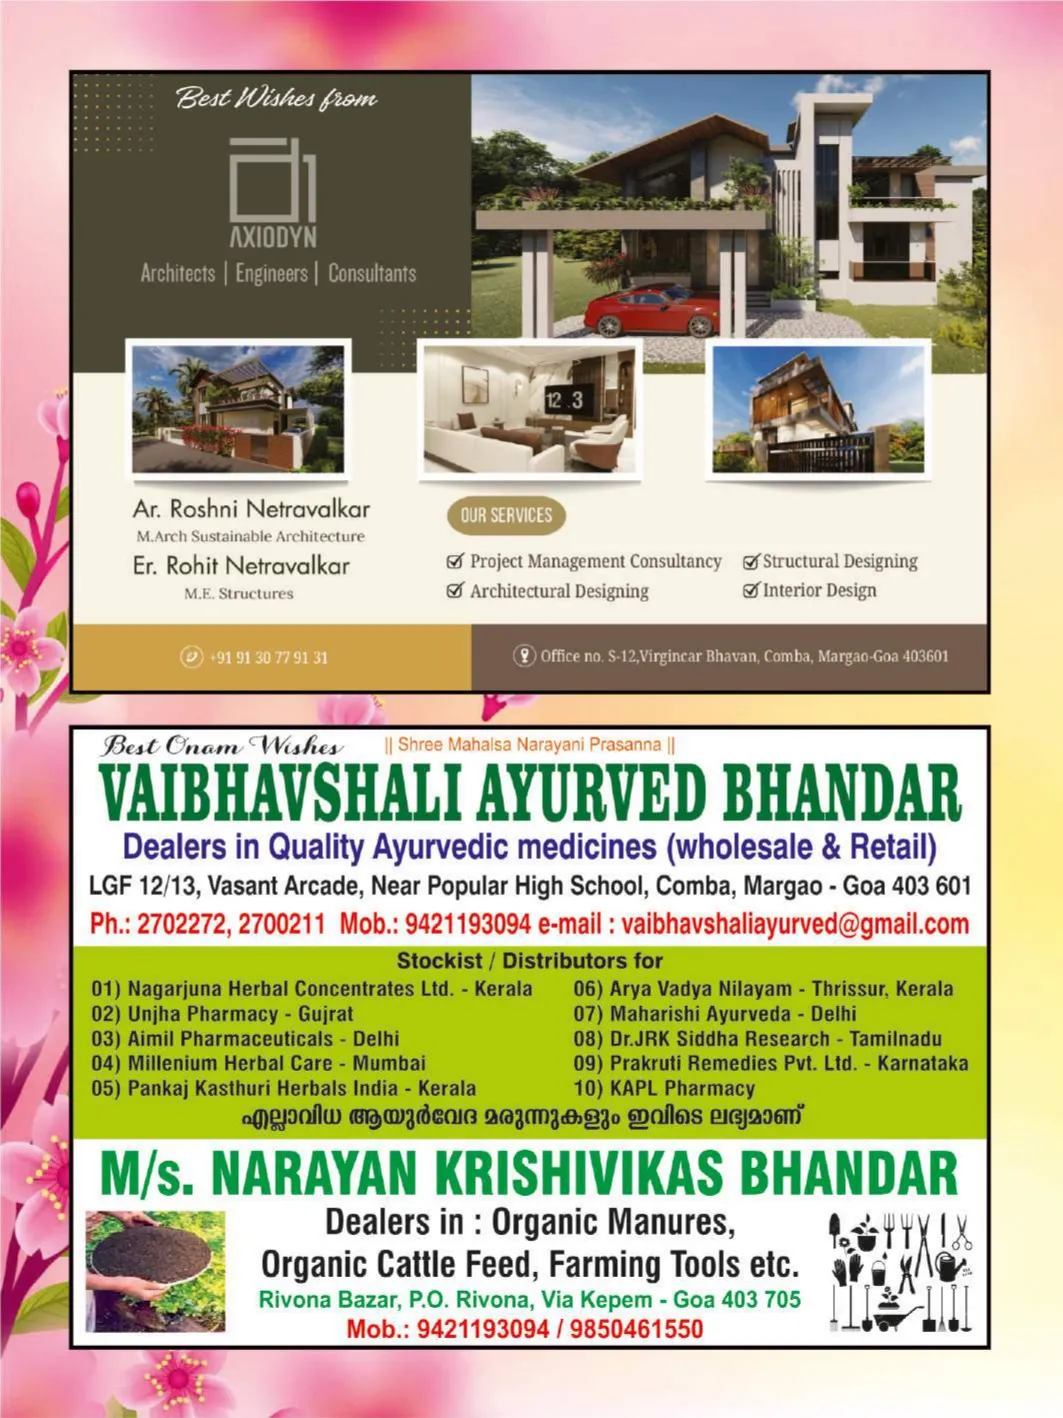 Best Wishes from
AXIODYN
Architects | Engineers | Consultants
12 3
Ar. Roshni Netravalkar
M.Arch Sustainable Architecture
Er. Rohit Netravalkar
M.E. Structures
OUR SERVICES
Project Management Consultancy
Structural Designing
Architectural Designing
Interior Design
+91 91 30 77 91 31
Office no. S-12,Virgincar Bhavan, Comba, Margao-Goa 403601
Best Onam Wishes
|| Shree Mahalsa Narayani Prasanna ||
VAIBHAVSHALI AYURVED BHANDAR
Dealers in Quality Ayurvedic medicines (wholesale & Retail)
LGF 12/13, Vasant Arcade, Near Popular High School, Comba, Margao - Goa 403 601
Ph.: 2702272, 2700211 Mob.: 9421193094 e-mail : vaibhavshaliayurved@gmail.com
Stockist / Distributors for
01) Nagarjuna Herbal Concentrates Ltd. - Kerala
02) Unjha Pharmacy - Gujrat
03) Aimil Pharmaceuticals - Delhi
04) Millenium Herbal Care - Mumbai
05) Pankaj Kasthuri Herbals India - Kerala
06) Arya Vadya Nilayam - Thrissur, Kerala
07) Maharishi Ayurveda - Delhi
08) Dr.JRK Siddha Research - Tamilnadu
09) Prakruti Remedies Pvt. Ltd. - Karnataka
10) KAPL Pharmacy
എല്ലാവിധ ആയുർവേദ മരുന്നുകളും ഇവിടെ ലഭ്യമാണ്
M/s. NARAYAN KRISHIVIKAS BHANDAR
Dealers in : Organic Manures,
Organic Cattle Feed, Farming Tools etc.
Rivona Bazar, P.O. Rivona, Via Kepem - Goa 403 705
Mob.: 9421193094 / 9850461550